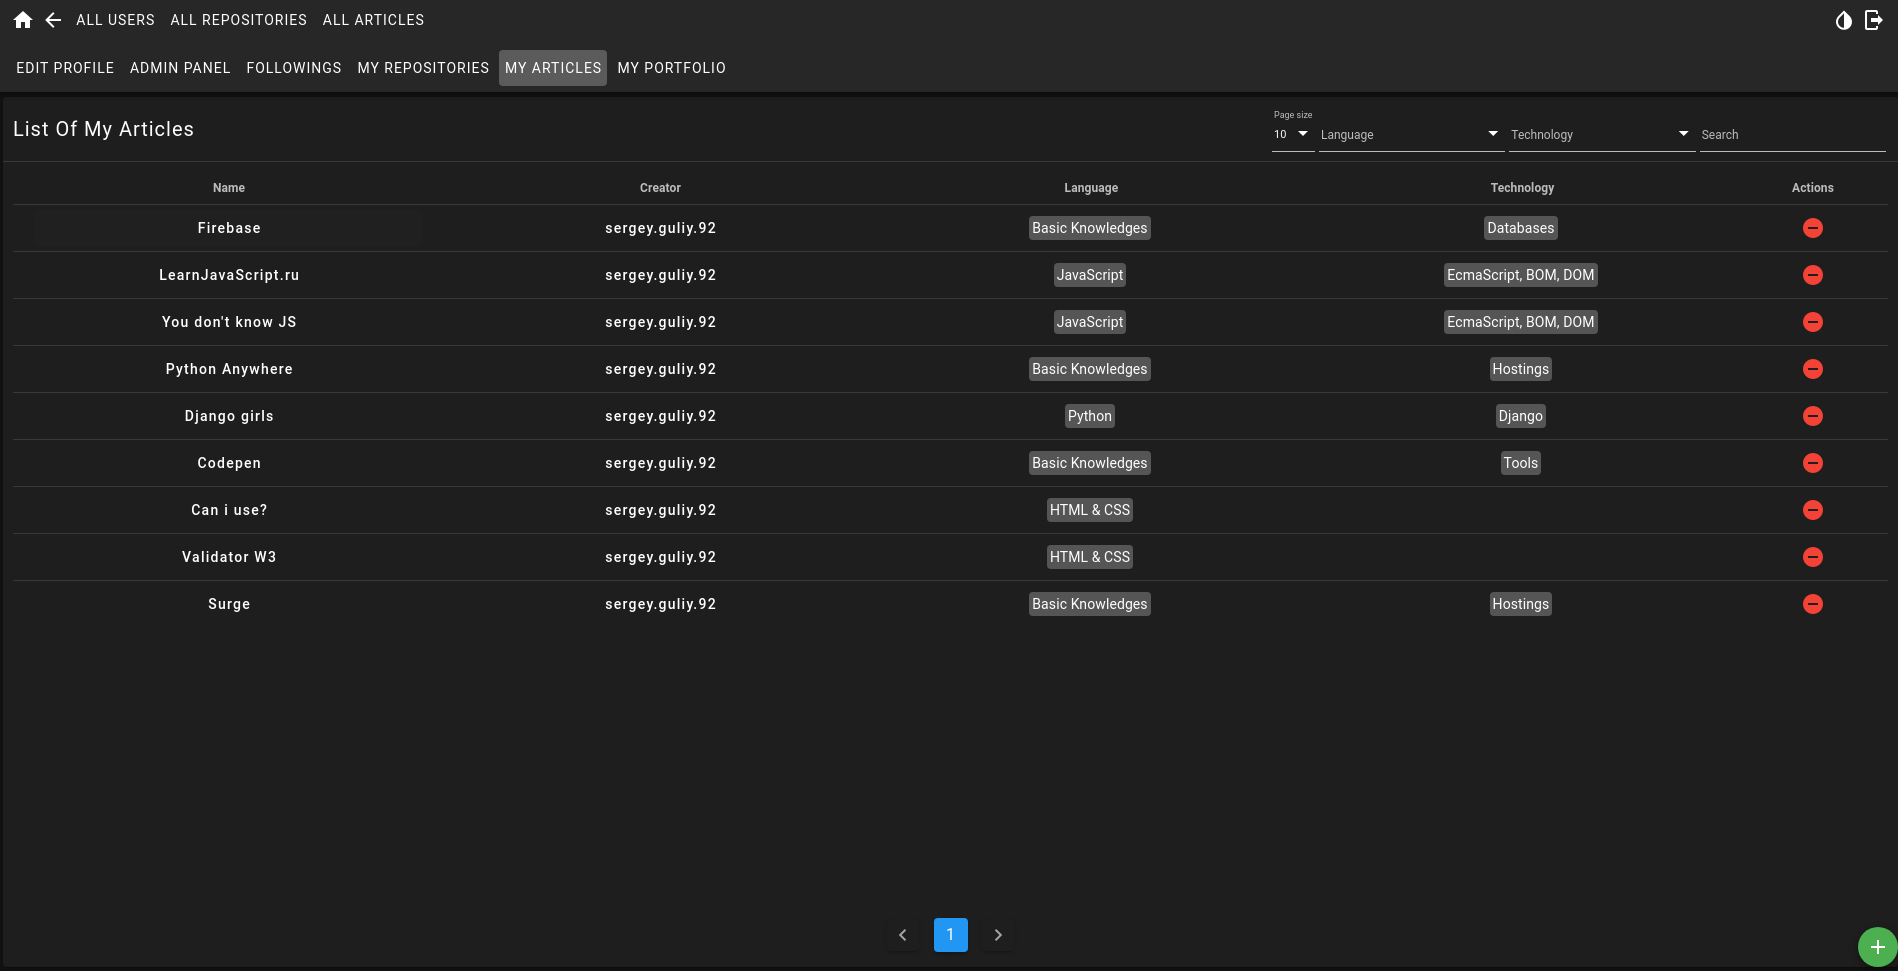 ALL USERS ALL REPOSITORIES ALL ARTICLES
EDIT PROFILE ADMIN PANEL FOLLOWINGS MY REPOSITORIES MY ARTICLES MY PORTFOLIO
List Of My Articles
Page size
10 Language Technology Search
Name Creator Language Technology Actions
Firebase sergey.guliy.92 Basic Knowledges Databases
LearnJavaScript.ru sergey.guliy.92 JavaScript EcmaScript, BOM, DOM
You don't know JS sergey.guliy.92 JavaScript EcmaScript, BOM, DOM
Python Anywhere sergey.guliy.92 Basic Knowledges Hostings
Django girls sergey.guliy.92 Python Django
Codepen sergey.guliy.92 Basic Knowledges Tools
Can i use? sergey.guliy.92 HTML & CSS
Validator W3 sergey.guliy.92 HTML & CSS
Surge sergey.guliy.92 Basic Knowledges Hostings
1